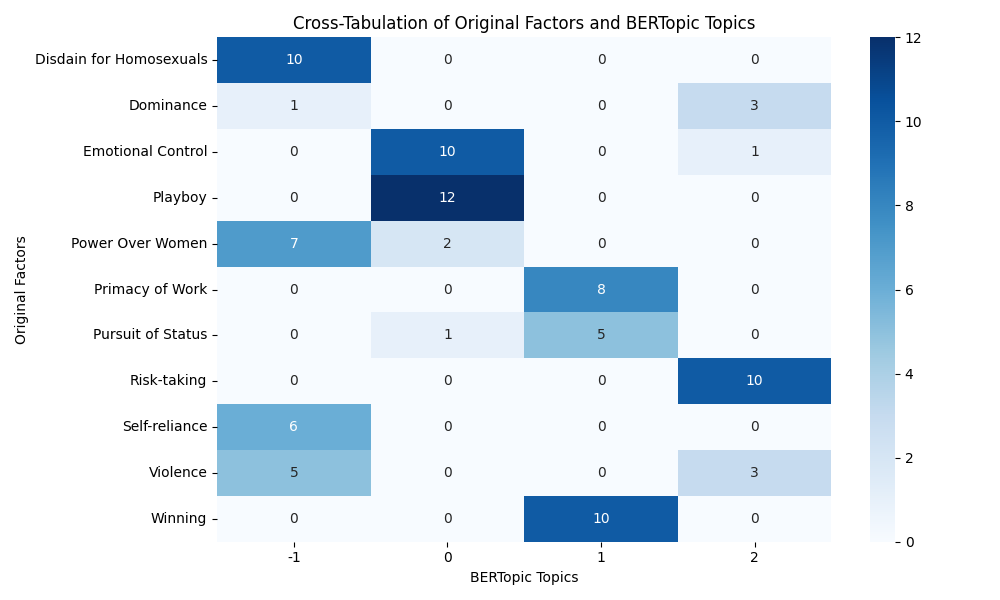 Cross-Tabulation of Original Factors and BERTopic Topics
Original Factors
Disdain for Homosexuals 10 0 0 0
Dominance 1 0 0 3
Emotional Control 0 10 0 1
Playboy 0 12 0 0
Power Over Women 7 2 0 0
Primacy of Work 0 0 8 0
Pursuit of Status 0 1 5 0
Risk-taking 0 0 0 10
Self-reliance 6 0 0 0
Violence 5 0 0 3
Winning 0 0 10 0
-1 0 1 2
BERTopic Topics
12
10
8
6
4
2
0